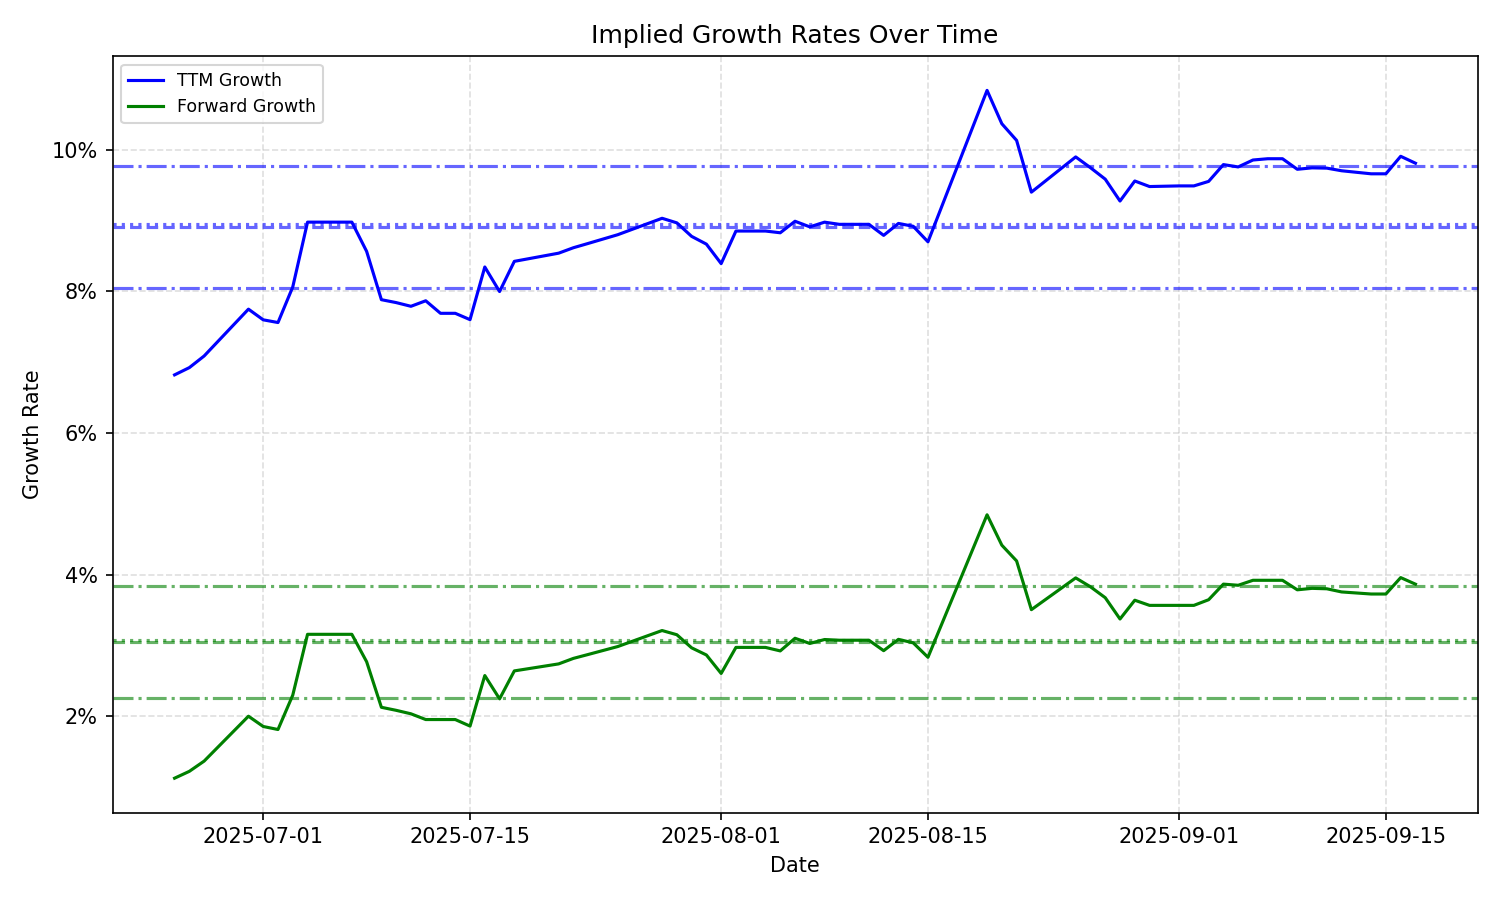 Implied Growth Rates Over Time
TTM Growth
Forward Growth
10%
8%
6%
4%
2%
Growth Rate
2025-07-01
2025-07-15
2025-08-01
2025-08-15
2025-09-01
2025-09-15
Date